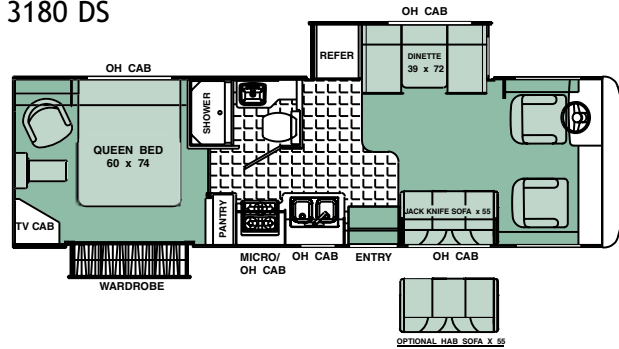 3180 DS
OH CAB
REFER
DINETTE
39 x 72
OH CAB
SHOWER
QUEEN BED
60 x 74
TV CAB
PANTRY
JACK KNIFE SOFA x 55
MICRO/
OH CAB
OH CAB
ENTRY
OH CAB
WARDROBE
OPTIONAL HAB SOFA X 55